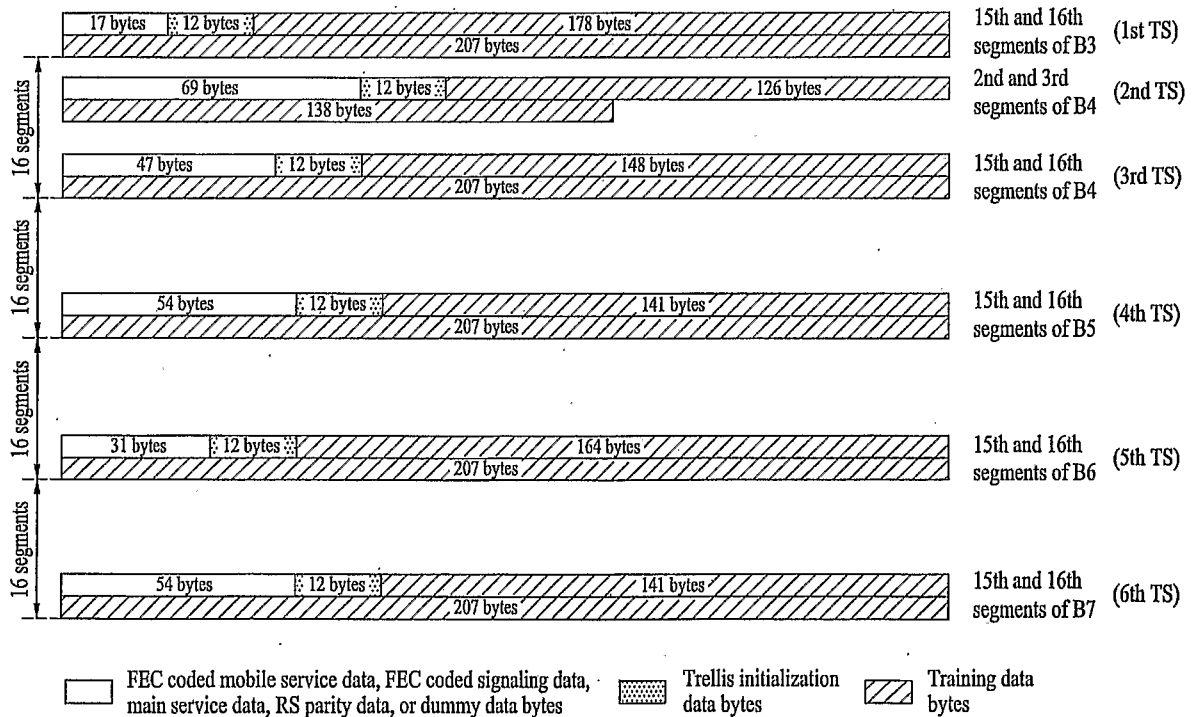 17 bytes 12 bytes 178 bytes
207 bytes
15th and 16th
segments of B3
(1st TS)
16 segments
69 bytes 12 bytes 126 bytes
138 bytes
2nd and 3rd
segments of B4
(2nd TS)
47 bytes 12 bytes 148 bytes
207 bytes
15th and 16th
segments of B4
(3rd TS)
16 segments
54 bytes 12 bytes 141 bytes
207 bytes
15th and 16th
segments of B5
(4th TS)
16 segments
31 bytes 12 bytes 164 bytes
207 bytes
15th and 16th
segments of B6
(5th TS)
16 segments
54 bytes 12 bytes 141 bytes
207 bytes
15th and 16th
segments of B7
(6th TS)
FEC coded mobile service data, FEC coded signaling data,
main service data, RS parity data, or dummy data bytes
Trellis initialization
data bytes
Training data
bytes